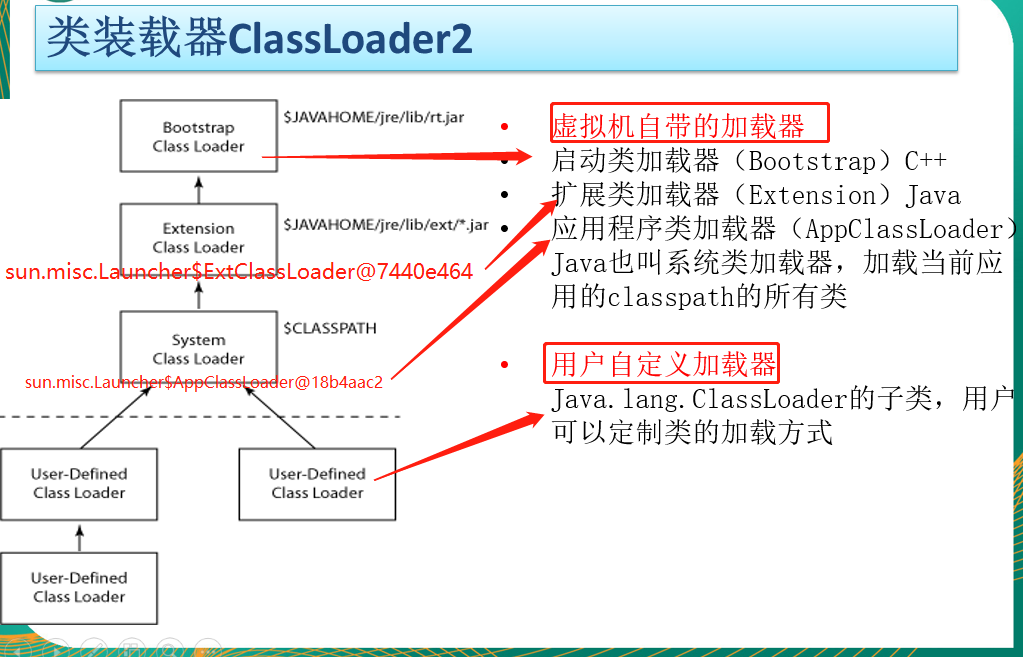 类装载器ClassLoader2
Bootstrap
Class Loader
$JAVAHOME/jre/lib/rt.jar
Extension
Class Loader
$JAVAHOME/jre/lib/ext/*.jar
sun.misc.Launcher$ExtClassLoader@7440e464
System
Class Loader
$CLASSPATH
sun.misc.Launcher$AppClassLoader@18b4aac2
User-Defined
Class Loader
User-Defined
Class Loader
User-Defined
Class Loader
• 虚拟机自带的加载器
• 启动类加载器（Bootstrap）C++
• 扩展类加载器（Extension）Java
• 应用程序类加载器（AppClassLoader）
Java也叫系统类加载器，加载当前应
用的classpath的所有类
• 用户自定义加载器
Java.lang.ClassLoader的子类，用户
可以定制类的加载方式